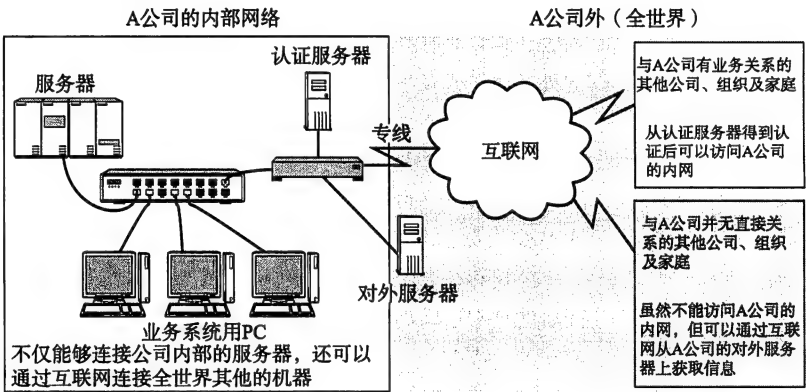 A公司的内部网络
A公司外（全世界）
认证服务器
服务器
专线
互联网
与A公司有业务关系的
其他公司、组织及家庭
从认证服务器得到认
证后可以访问A公司
的内网
对外服务器
与A公司并无直接关
系的其他公司、组织
及家庭
虽然不能访问A公司的
内网，但可以通过互联
网从A公司的对外服务
器上获取信息
业务系统用PC
不仅能够连接公司内部的服务器，还可以
通过互联网连接全世界其他的机器